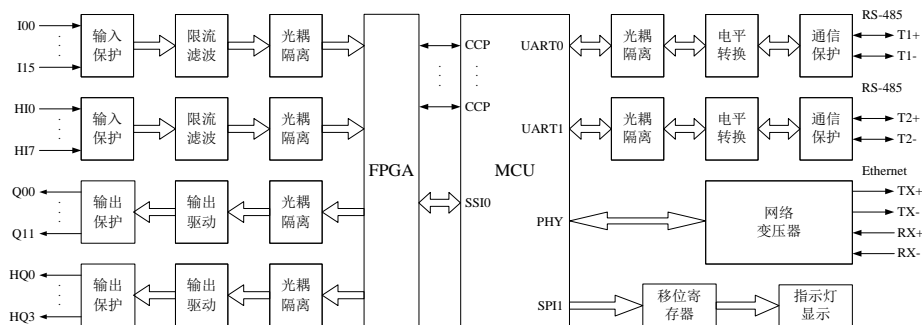 I00
I15
输入
保护
限流
滤波
光耦
隔离
HI0
HI7
输入
保护
限流
滤波
光耦
隔离
Q00
Q11
输出
保护
输出
驱动
光耦
隔离
HQ0
HQ3
输出
保护
输出
驱动
光耦
隔离
FPGA
CCP
CCP
SSI0
MCU
UART0
UART1
PHY
SPI1
光耦
隔离
电平
转换
通信
保护
RS-485
T1+
T1-
光耦
隔离
电平
转换
通信
保护
RS-485
T2+
T2-
网络
变压器
Ethernet
TX+
TX-
RX+
RX-
移位寄
存器
指示灯
显示